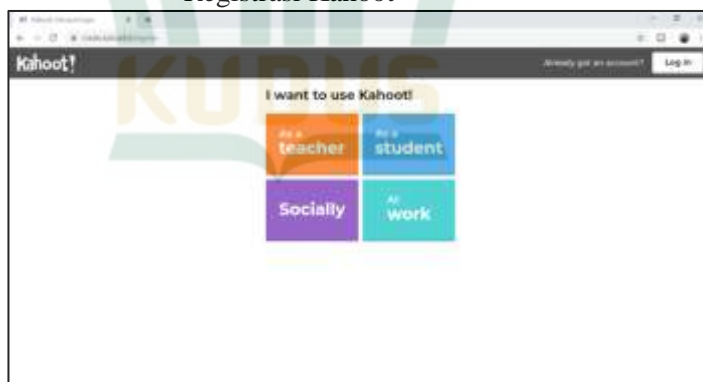 Registrasi Kahoot
Kahoot!
Already got an account?
Log in
KUDUS
I want to use Kahoot!
As a
teacher
As a
student
Socially
At
work